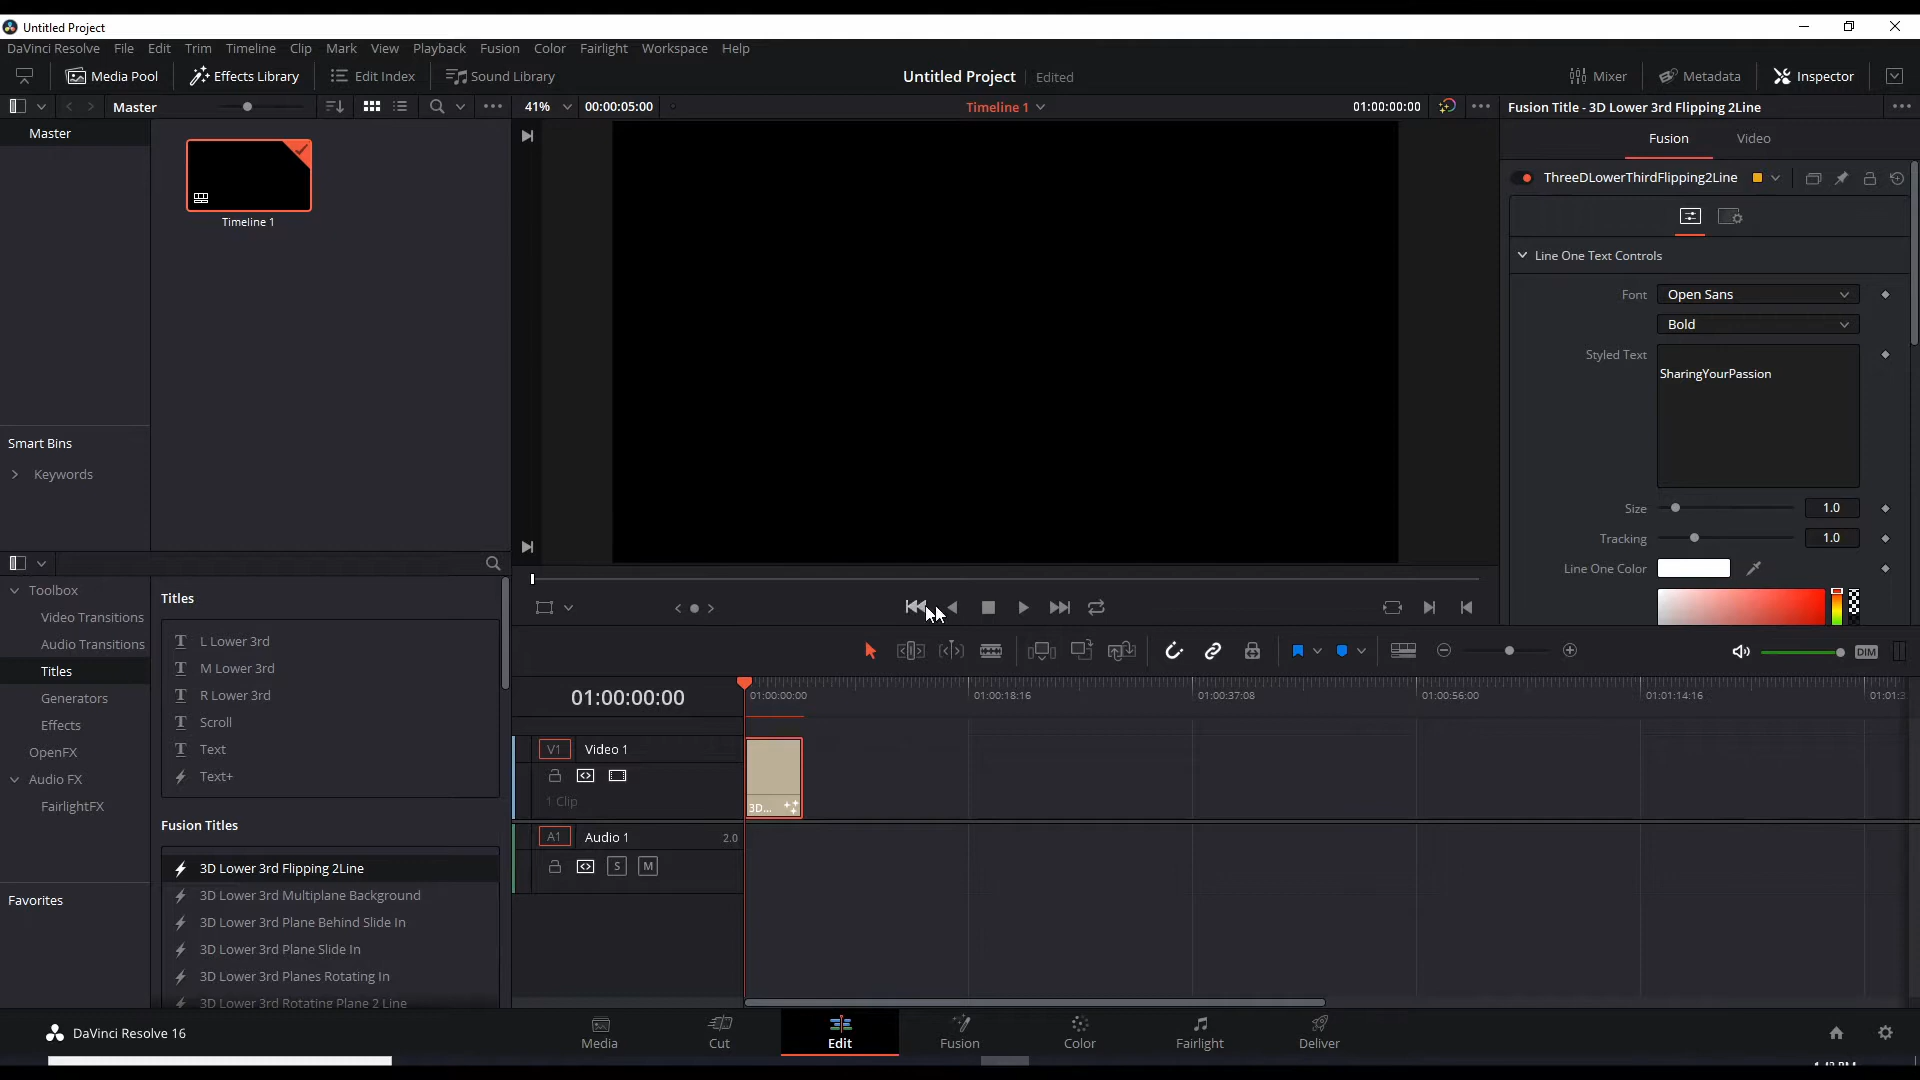 Untitled Project
DaVinci Resolve File Edit Trim Timeline Clip Mark View Playback Fusion Color Fairlight Workspace Help
Media Pool Effects Library Edit Index Sound Library Untitled Project Edited Mixer Metadata Inspector
Master 41% 00:00:05:00 Timeline 1 01:00:00:00 Fusion Title - 3D Lower 3rd Flipping 2Line
Master
Timeline 1
Smart Bins
Keywords
Fusion Video
ThreeDLowerThirdFlipping2Line
Line One Text Controls
Font Open Sans
Bold
Styled Text
SharingYourPassion
Size 1.0
Tracking 1.0
Line One Color
Toolbox
Video Transitions
Audio Transitions
Titles
Generators
Effects
OpenFX
Audio FX
FairlightFX
Favorites
Titles
L Lower 3rd
M Lower 3rd
R Lower 3rd
Scroll
Text
Text+
Fusion Titles
3D Lower 3rd Flipping 2Line
3D Lower 3rd Multiplane Background
3D Lower 3rd Plane Behind Slide In
3D Lower 3rd Plane Slide In
3D Lower 3rd Planes Rotating In
3D Lower 3rd Rotating Plane 2 Line
DIM
01:00:00:00 01:00:00:00 01:00:18:16 01:00:37:08 01:00:56:00 01:01:14:16
V1 Video 1
1 Clip
3D...
A1 Audio 1 2.0
S M
DaVinci Resolve 16
Media Cut Edit Fusion Color Fairlight Deliver